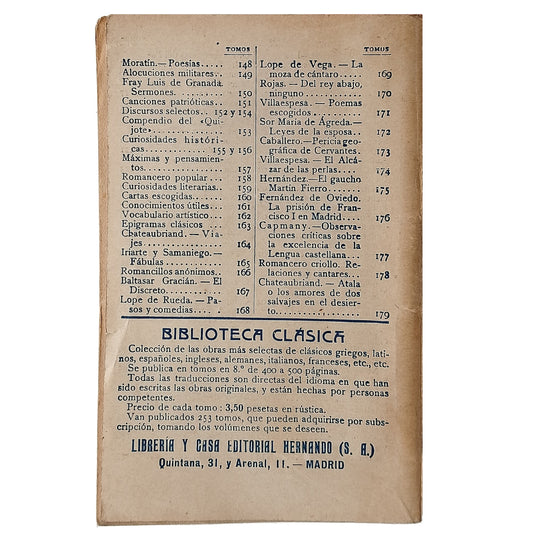 TOMOS
Moratín.— Poesías..... 148
Alocuciones militares.. 149
Fray Luis de Granada
Sermones.......... 150
Canciones patrióticas... 151
Discursos selectos.. 152 y 154
Compendio del «Qui-
jote»............... 153
Curiosidades históri-
cas........... 155 y 156
Máximas y pensamien-
tos................. 157
Romancero popular... 158
Curiosidades literarias.. 159
Cartas escogidas....... 160
Conocimientos útiles... 161
Vocabulario artístico... 162
Epigramas clásicos ... 163
Chateaubriand. — Via-
jes................ 164
Iriarte y Samaniego.—
Fábulas ........... 165
Romancillos anónimos.. 166
Baltasar Gracián. — El
Discreto........... 167
Lope de Rueda. — Pa-
sos y comedias..... 168
TOMOS
Lope de Vega. — La
moza de cántaro..... 169
Rojas. — Del rey abajo,
ninguno........... 170
Villaespesa. — Poemas
escogidos........... 171
Sor María de Ágreda.—
Leyes de la esposa.. 172
Caballero.—Pericia geo-
gráfica de Cervantes. 173
Villaespesa. — El Alcá-
zar de las perlas.... 174
Hernández.—El gaucho
Martín Fierro...... 175
Fernández de Oviedo.
La prisión de Fran-
cisco I en Madrid.... 176
Capmany.—Observa-
ciones críticas sobre
la excelencia de la
Lengua castellana... 177
Romancero criollo. Re-
laciones y cantares... 178
Chateaubriand. — Atala
o los amores de dos
salvajes en el desier-
to................. 179
BIBLIOTECA CLÁSICA
Colección de las obras más selectas de clásicos griegos, lati-
nos, españoles, ingleses, alemanes, italianos, franceses, etc., etc.
Se publica en tomos en 8.º de 400 a 500 páginas.
Todas las traducciones son directas del idioma en que han
sido escritas las obras originales, y están hechas por personas
competentes.
Precio de cada tomo : 3,50 pesetas en rústica.
Van publicados 253 tomos, que pueden adquirirse por subs-
cripción, tomando los volúmenes que se deseen.
LIBRERÍA Y CASA EDITORIAL HERNANDO (S. A.)
Quintana, 31, y Arenal, 11. — MADRID